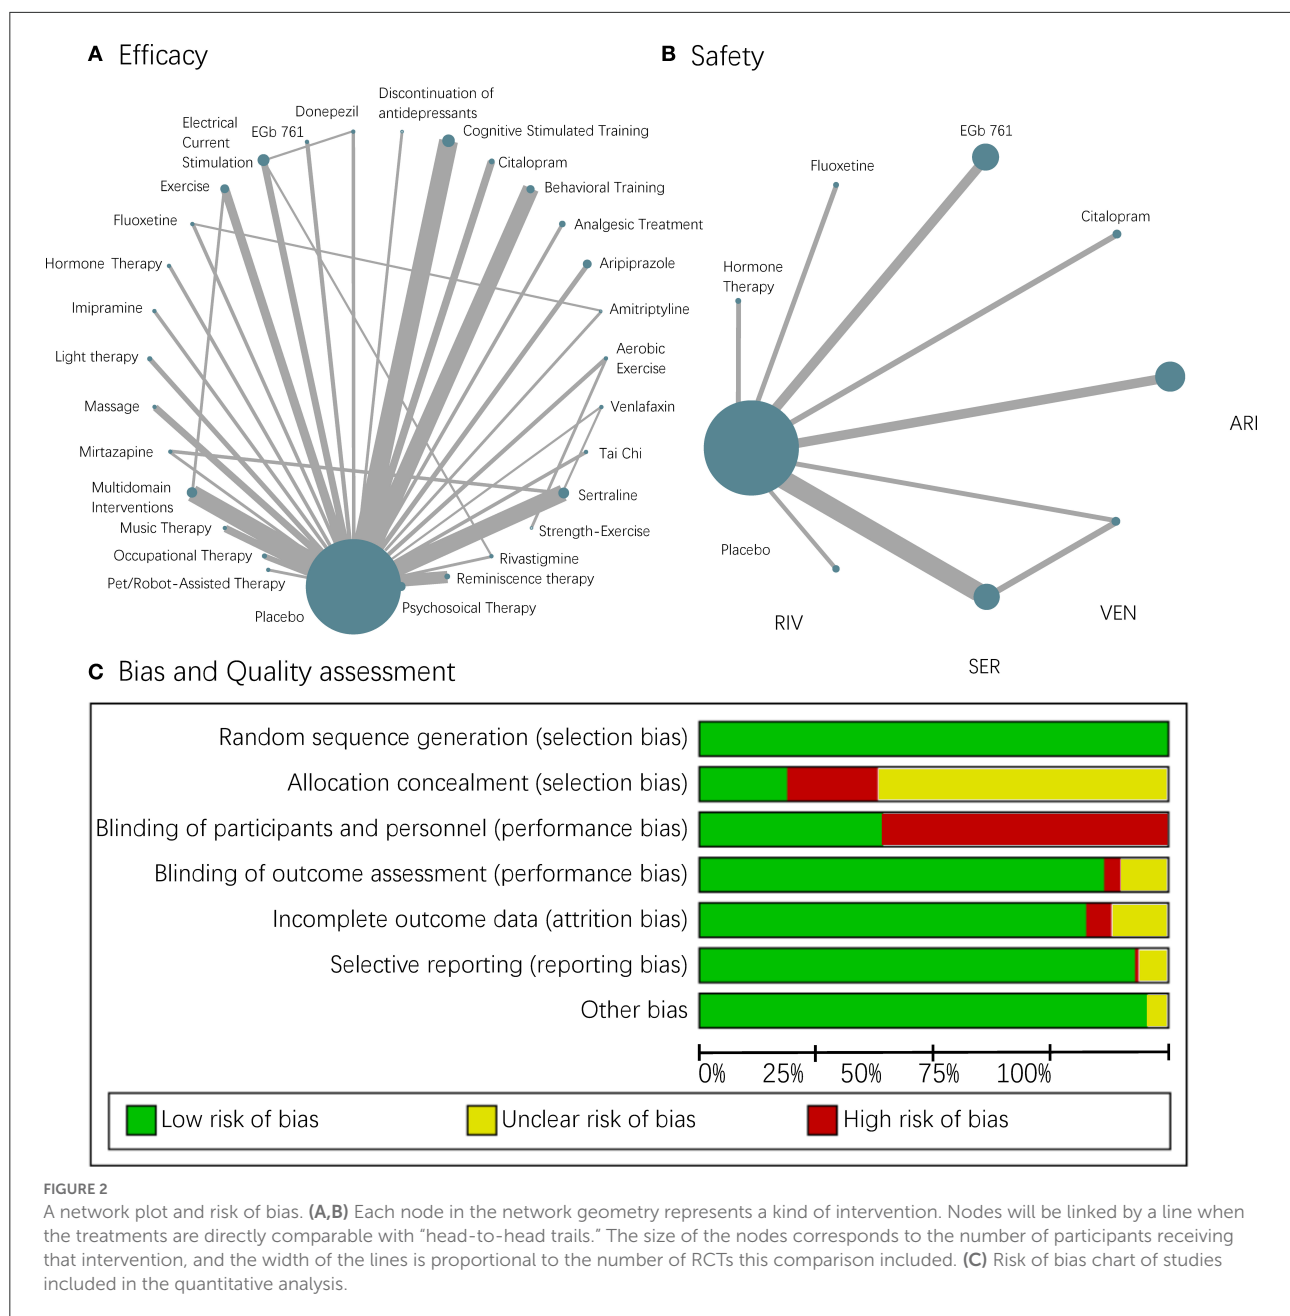 A Efficacy
Discontinuation of
antidepressants
Donepezil
EGb 761
Electrical
Current
Stimulation
Exercise
Fluoxetine
Hormone Therapy
Imipramine
Light therapy
Massage
Mirtazapine
Multidomain
Interventions
Music Therapy
Occupational Therapy
Pet/Robot-Assisted Therapy
Placebo
Cognitive Stimulated Training
Citalopram
Behavioral Training
Analgesic Treatment
Aripiprazole
Amitriptyline
Aerobic
Exercise
Venlafaxin
Tai Chi
Sertraline
Strength-Exercise
Rivastigmine
Reminiscence therapy
Psychosoical Therapy
B Safety
EGb 761
Fluoxetine
Citalopram
Hormone
Therapy
ARI
Placebo
RIV
VEN
SER
C Bias and Quality assessment
Random sequence generation (selection bias)
Allocation concealment (selection bias)
Blinding of participants and personnel (performance bias)
Blinding of outcome assessment (performance bias)
Incomplete outcome data (attrition bias)
Selective reporting (reporting bias)
Other bias
0% 25% 50% 75% 100%
Low risk of bias Unclear risk of bias High risk of bias
FIGURE 2
A network plot and risk of bias. (A,B) Each node in the network geometry represents a kind of intervention. Nodes will be linked by a line when
the treatments are directly comparable with “head-to-head trails.” The size of the nodes corresponds to the number of participants receiving
that intervention, and the width of the lines is proportional to the number of RCTs this comparison included. (C) Risk of bias chart of studies
included in the quantitative analysis.